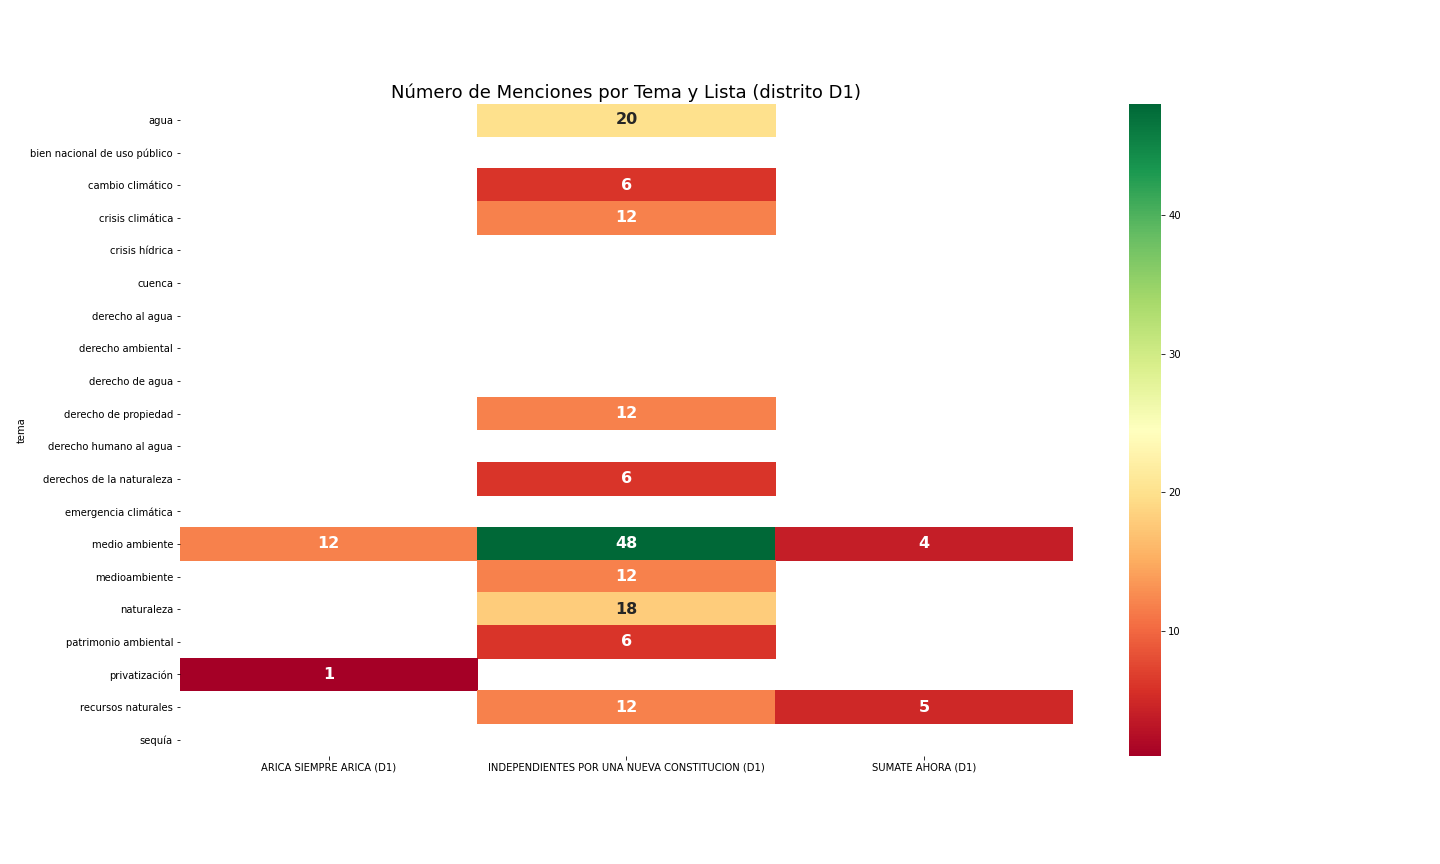 Número de Menciones por Tema y Lista (distrito D1)
agua 20
bien nacional de uso público
cambio climático 6
crisis climática 12
crisis hídrica
cuenca
derecho al agua
derecho ambiental
derecho de agua
derecho de propiedad 12
derecho humano al agua
derechos de la naturaleza 6
emergencia climática
medio ambiente 12 48 4
medioambiente 12
naturaleza 18
patrimonio ambiental 6
privatización 1
recursos naturales 12 5
sequía
tema
ARICA SIEMPRE ARICA (D1) INDEPENDIENTES POR UNA NUEVA CONSTITUCION (D1) SUMATE AHORA (D1)
40
30
20
10